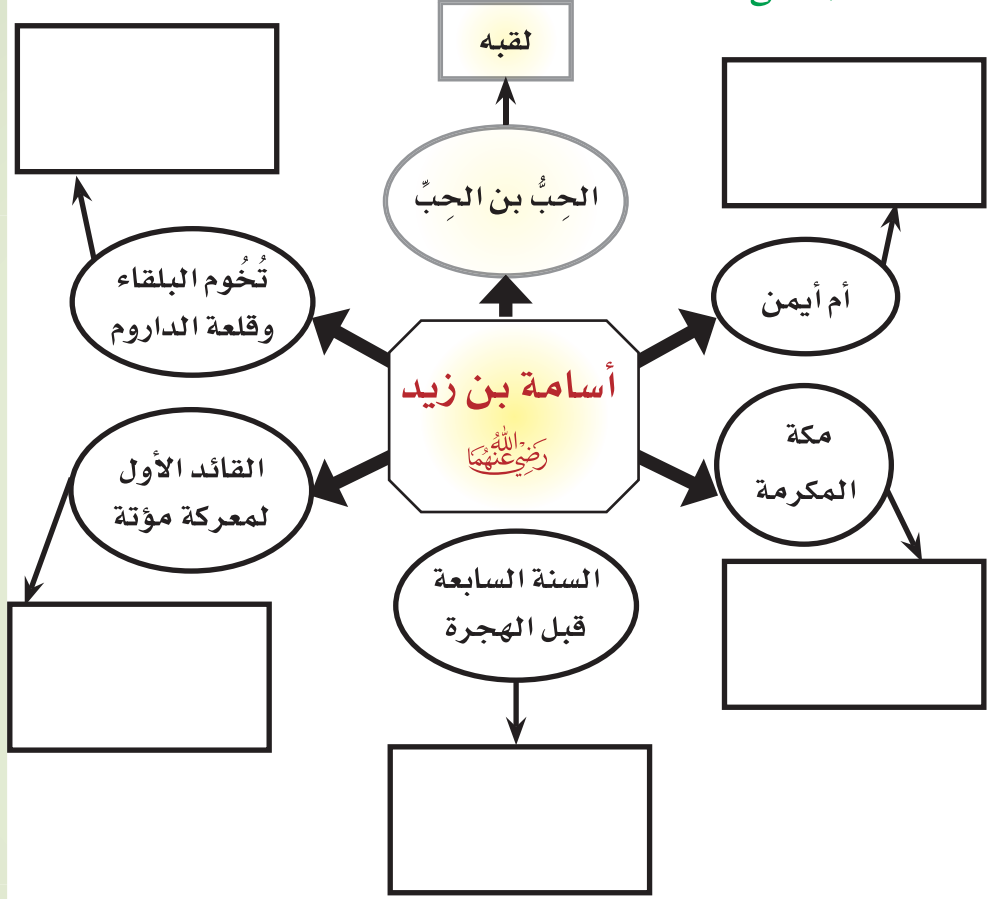 لقبه
الحِبُّ بن الحِبِّ
أم أيمن
تُخُوم البلقاء
وقلعة الداروم
أسامة بن زيد
رَضِيَ اللهُ عَنْهُمَا
مكة
المكرمة
القائد الأول
لمعركة مؤتة
السنة السابعة
قبل الهجرة